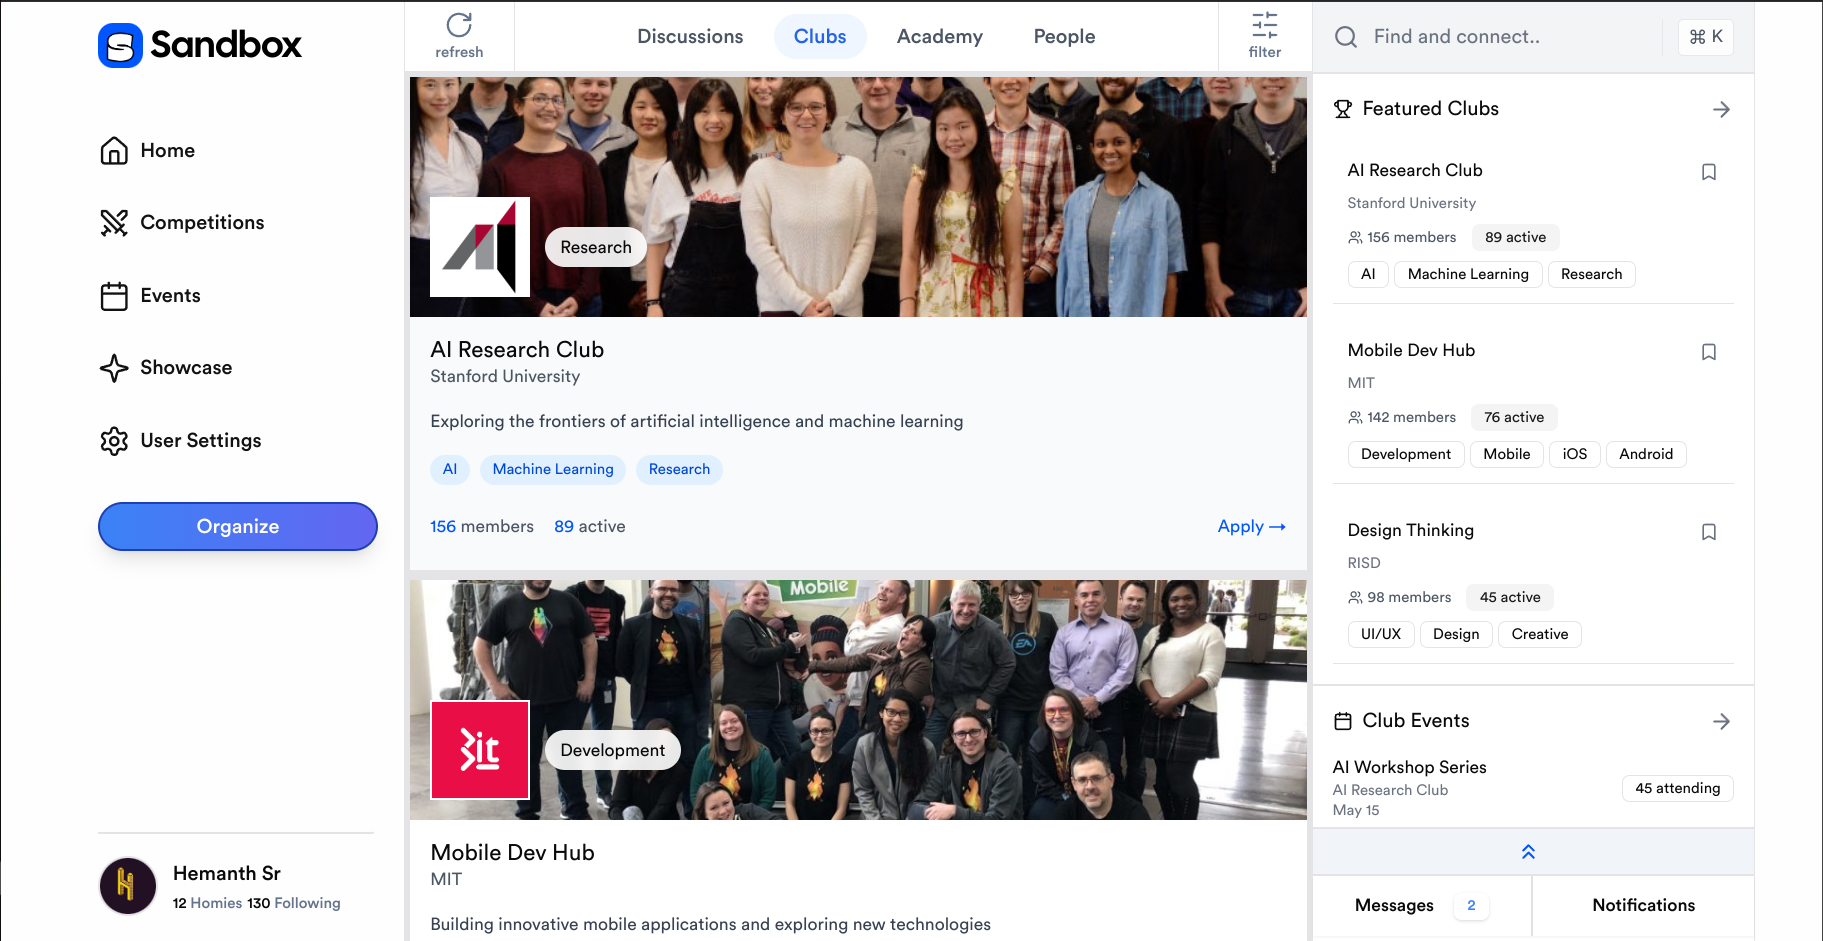 Sandbox
Home
Competitions
Events
Showcase
User Settings
Organize
Hemanth Sr
12 Homies 130 Following
refresh
Discussions
Clubs
Academy
People
filter
Research
AI Research Club
Stanford University
Exploring the frontiers of artificial intelligence and machine learning
AI
Machine Learning
Research
156 members
89 active
Apply →
Mobile
EA
it
Development
Mobile Dev Hub
MIT
Building innovative mobile applications and exploring new technologies
Find and connect..
⌘ K
Featured Clubs
AI Research Club
Stanford University
156 members
89 active
AI
Machine Learning
Research
Mobile Dev Hub
MIT
142 members
76 active
Development
Mobile
iOS
Android
Design Thinking
RISD
98 members
45 active
UI/UX
Design
Creative
Club Events
AI Workshop Series
AI Research Club
May 15
45 attending
Messages
2
Notifications